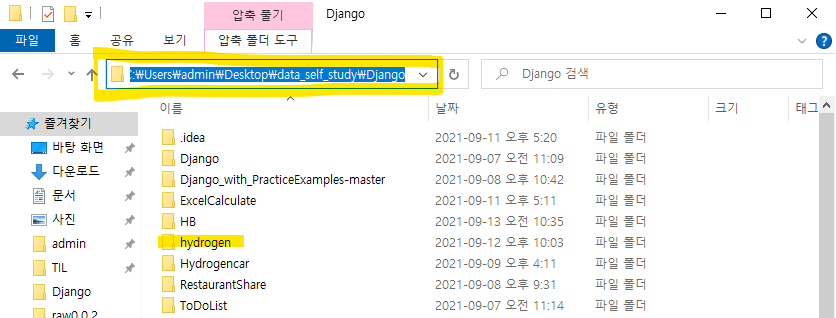 압축 풀기 Django
파일 홈 공유 보기 압축 폴더 도구
C:₩Users₩admin₩Desktop₩data_self_study₩Django Django 검색
이름 날짜 유형 크기 태그
즐겨찾기
바탕 화면
다운로드
문서
사진
admin
TIL
Django
raw0.0.2
.idea 2021-09-11 오후 5:20 파일 폴더
Django 2021-09-07 오전 11:09 파일 폴더
Django_with_PracticeExamples-master 2021-09-08 오후 10:42 파일 폴더
ExcelCalculate 2021-09-11 오후 5:11 파일 폴더
HB 2021-09-13 오전 10:35 파일 폴더
hydrogen 2021-09-12 오후 10:03 파일 폴더
Hydrogencar 2021-09-09 오후 4:11 파일 폴더
RestaurantShare 2021-09-08 오후 9:31 파일 폴더
ToDoList 2021-09-07 오전 11:14 파일 폴더